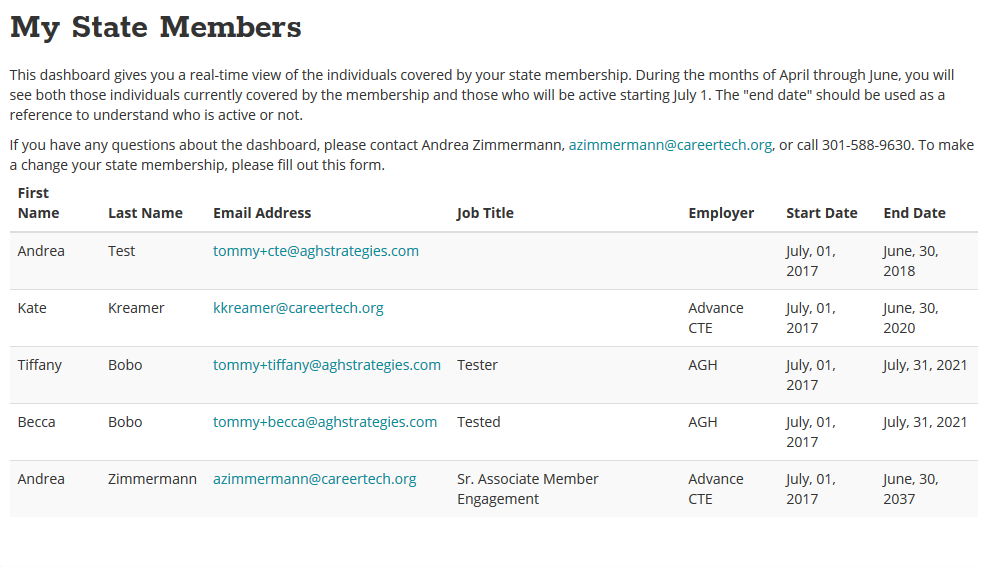 My State Members
This dashboard gives you a real-time view of the individuals covered by your state membership. During the months of April through June, you will
see both those individuals currently covered by the membership and those who will be active starting July 1. The "end date" should be used as a
reference to understand who is active or not.
If you have any questions about the dashboard, please contact Andrea Zimmermann, azimmermann@careertech.org, or call 301-588-9630. To make
a change your state membership, please fill out this form.
First
Name Last Name Email Address Job Title Employer Start Date End Date
Andrea Test tommy+cte@aghstrategies.com July, 01, June, 30,
2017 2018
Kate Kreamer kkreamer@careertech.org Advance July, 01, June, 30,
CTE 2017 2020
Tiffany Bobo tommy+tiffany@aghstrategies.com Tester AGH July, 01, July, 31, 2021
2017
Becca Bobo tommy+becca@aghstrategies.com Tested AGH July, 01, July, 31, 2021
2017
Andrea Zimmermann azimmermann@careertech.org Sr. Associate Member Advance July, 01, June, 30,
Engagement CTE 2017 2037